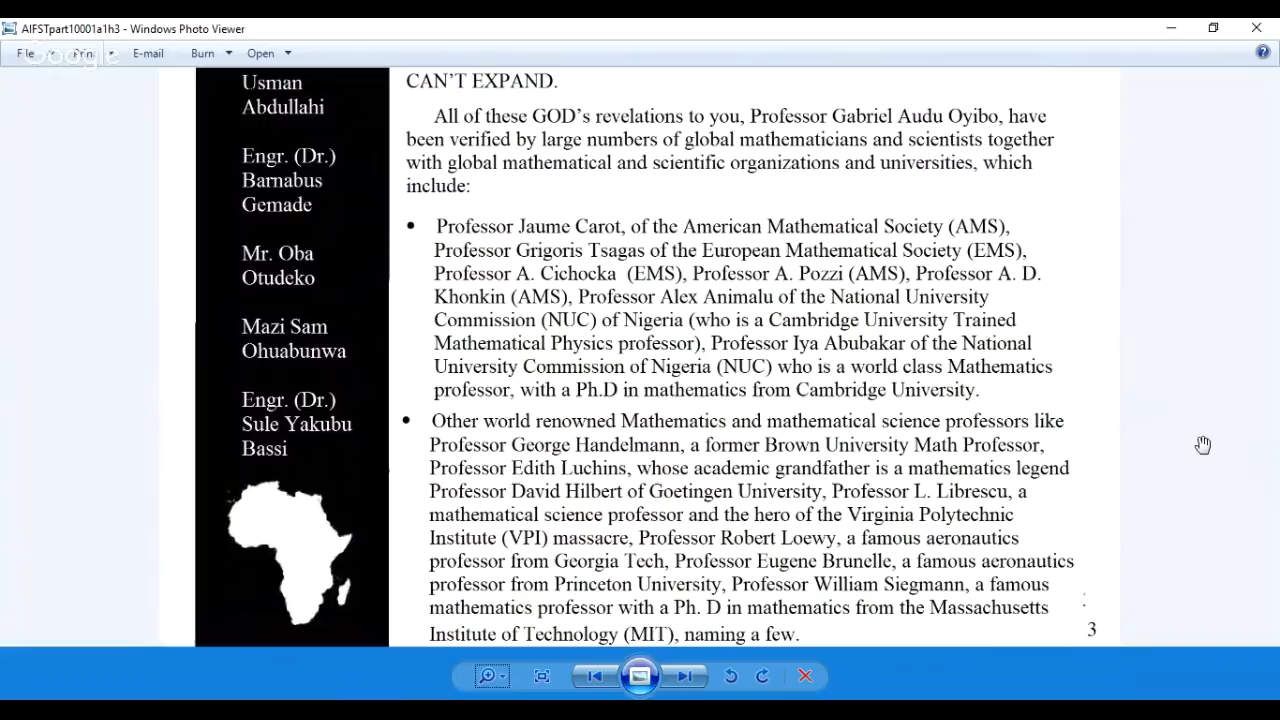 AIFSTpart10001a1h3 - Windows Photo Viewer
File Print E-mail Burn Open
Google
Usman
Abdullahi
Engr. (Dr.)
Barnabus
Gemade
Mr. Oba
Otudeko
Mazi Sam
Ohuabunwa
Engr. (Dr.)
Sule Yakubu
Bassi
CAN'T EXPAND.
All of these GOD's revelations to you, Professor Gabriel Audu Oyibo, have
been verified by large numbers of global mathematicians and scientists together
with global mathematical and scientific organizations and universities, which
include:
• Professor Jaume Carot, of the American Mathematical Society (AMS),
Professor Grigoris Tsagas of the European Mathematical Society (EMS),
Professor A. Cichocka (EMS), Professor A. Pozzi (AMS), Professor A. D.
Khonkin (AMS), Professor Alex Animalu of the National University
Commission (NUC) of Nigeria (who is a Cambridge University Trained
Mathematical Physics professor), Professor Iya Abubakar of the National
University Commission of Nigeria (NUC) who is a world class Mathematics
professor, with a Ph.D in mathematics from Cambridge University.
• Other world renowned Mathematics and mathematical science professors like
Professor George Handelmann, a former Brown University Math Professor,
Professor Edith Luchins, whose academic grandfather is a mathematics legend
Professor David Hilbert of Goetingen University, Professor L. Librescu, a
mathematical science professor and the hero of the Virginia Polytechnic
Institute (VPI) massacre, Professor Robert Loewy, a famous aeronautics
professor from Georgia Tech, Professor Eugene Brunelle, a famous aeronautics
professor from Princeton University, Professor William Siegmann, a famous
mathematics professor with a Ph. D in mathematics from the Massachusetts
Institute of Technology (MIT), naming a few.
3